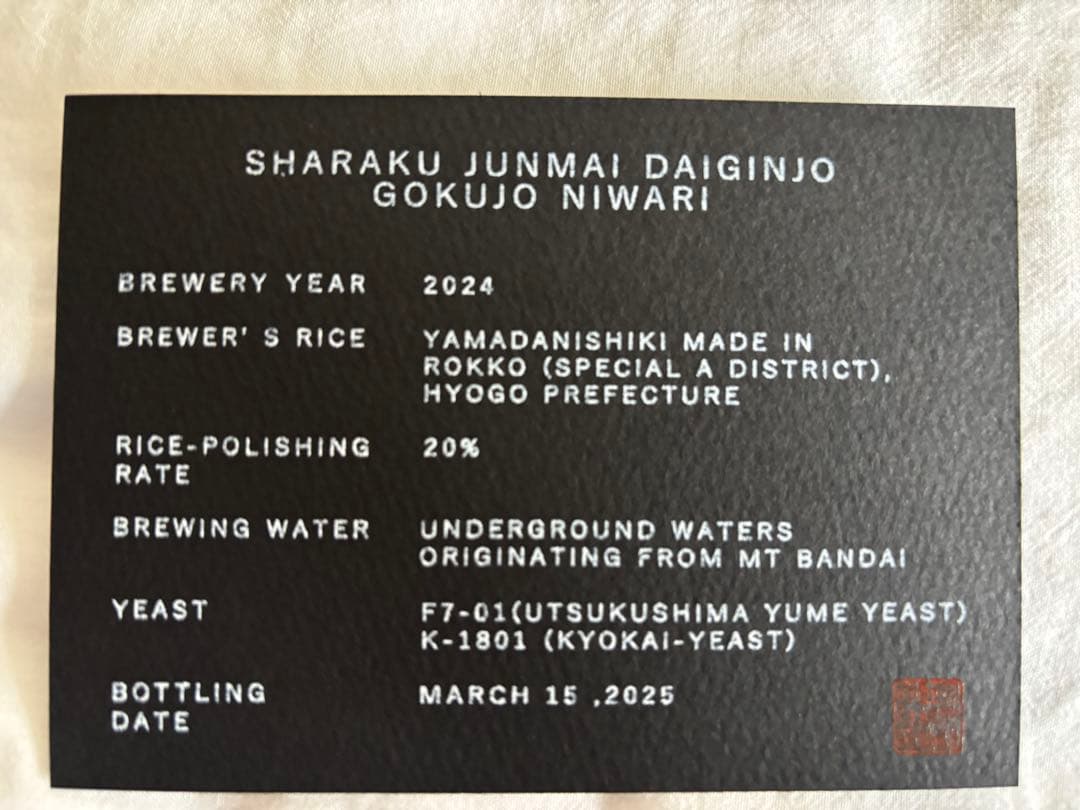 SHARAKU JUNMAI DAIGINJO
GOKUJO NIWARI
BREWERY YEAR 2024
BREWER' S RICE YAMADANISHIKI MADE IN
ROKKO (SPECIAL A DISTRICT),
HYOGO PREFECTURE
RICE-POLISHING 20%
RATE
BREWING WATER UNDERGROUND WATERS
ORIGINATING FROM MT BANDAI
YEAST F7-01(UTSUKUSHIMA YUME YEAST)
K-1801 (KYOKAI-YEAST)
BOTTLING MARCH 15 ,2025
DATE